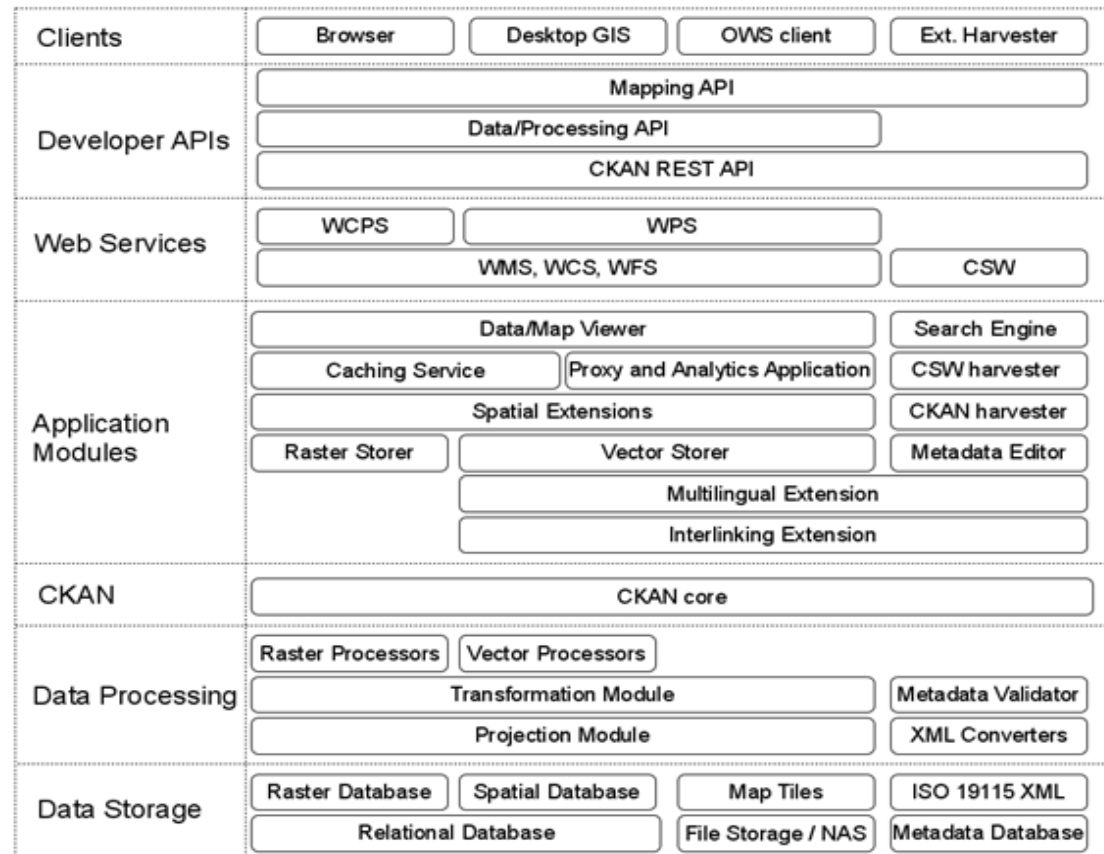 Clients
Browser
Desktop GIS
OWS client
Ext. Harvester
Developer APIs
Mapping API
Data/Processing API
CKAN REST API
Web Services
WCPS
WPS
WMS, WCS, WFS
CSW
Application
Modules
Data/Map Viewer
Search Engine
Caching Service
Proxy and Analytics Application
CSW harvester
Spatial Extensions
CKAN harvester
Raster Storer
Vector Storer
Metadata Editor
Multilingual Extension
Interlinking Extension
CKAN
CKAN core
Data Processing
Raster Processors
Vector Processors
Transformation Module
Metadata Validator
Projection Module
XML Converters
Data Storage
Raster Database
Spatial Database
Map Tiles
ISO 19115 XML
Relational Database
File Storage / NAS
Metadata Database